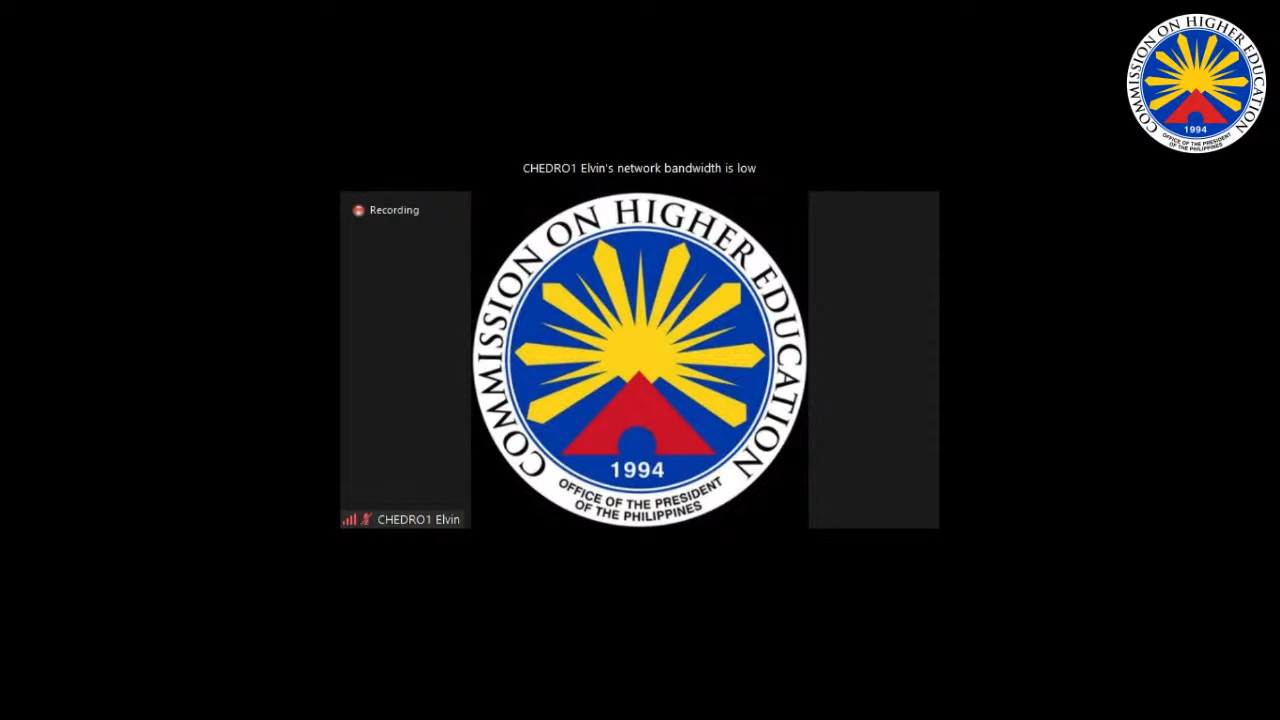 COMMISSION ON HIGHER EDUCATION
1994
OFFICE OF THE PRESIDENT
OF THE PHILIPPINES
CHEDRO1 Elvin's network bandwidth is low
Recording
COMMISSION ON HIGHER EDUCATION
1994
OFFICE OF THE PRESIDENT
OF THE PHILIPPINES
CHEDRO1 Elvin